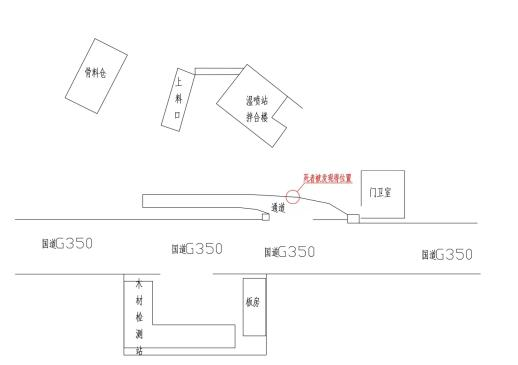 骨料仓
上料口
湿喷站
拌合楼
死者被发现得位置
门卫室
通道
国道G350
国道G350
国道G350
国道G350
木材检测站
板房